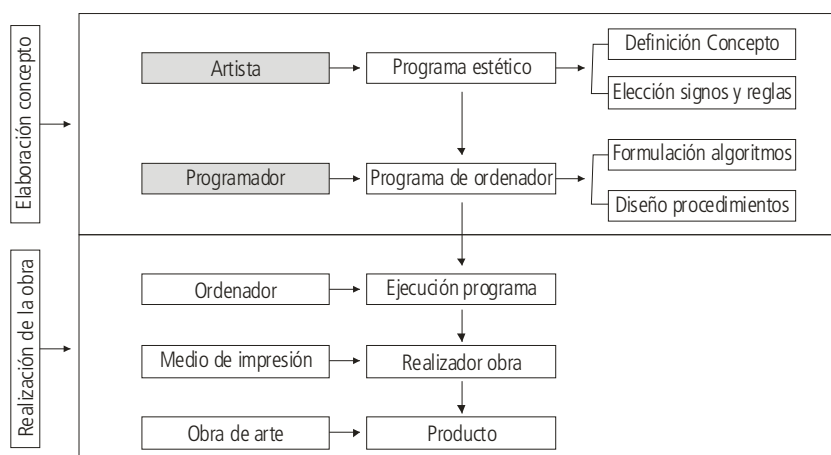 Elaboración concepto
Artista
Programa estético
Definición Concepto
Elección signos y reglas
Programador
Programa de ordenador
Formulación algoritmos
Diseño procedimientos
Realización de la obra
Ordenador
Ejecución programa
Medio de impresión
Realizador obra
Obra de arte
Producto